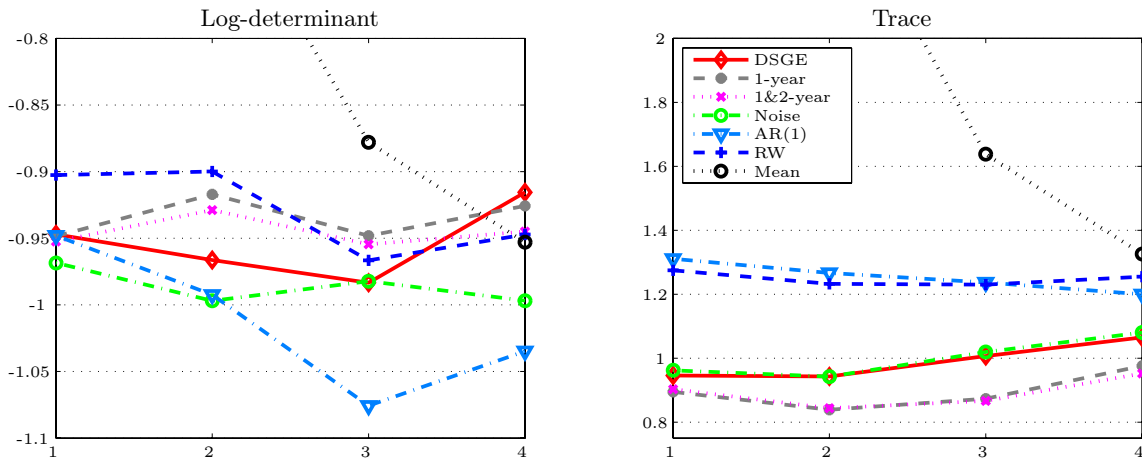 Log-determinant
-0.8
-0.85
-0.9
-0.95
-1
-1.05
-1.1
1 2 3 4
Trace
2
1.8
1.6
1.4
1.2
1
0.8
1 2 3 4
DSGE
1-year
1&2-year
Noise
AR(1)
RW
Mean